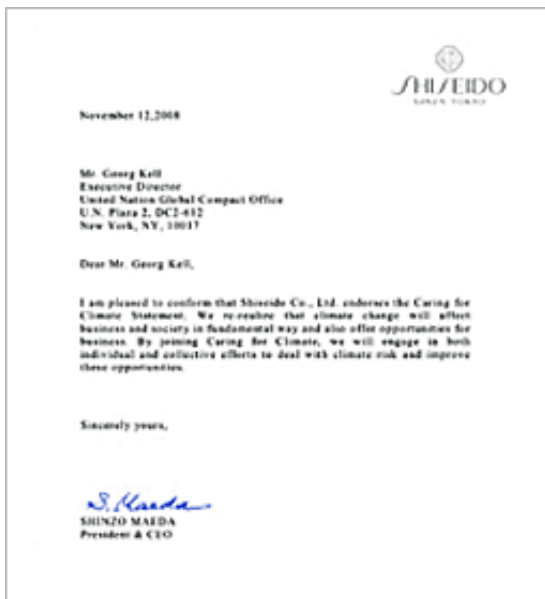 SHISEIDO
GINZA TOKYO
November 12,2008
Mr. Georg Kell
Executive Director
United Nation Global Compact Office
U.N. Plaza 2, DC2-612
New York, NY, 10017
Dear Mr. Georg Kell,
I am pleased to conform that Shiseido Co., Ltd. endorses the Caring for
Climate Statement. We re-realize that climate change will affect
business and society in fundamental way and also offer opportunities for
business. By joining Caring for Climate, we will engage in both
individual and collective efforts to deal with climate risk and improve
these opportunities.
Sincerely yours,
S. Maeda
SHINZO MAEDA
President & CEO